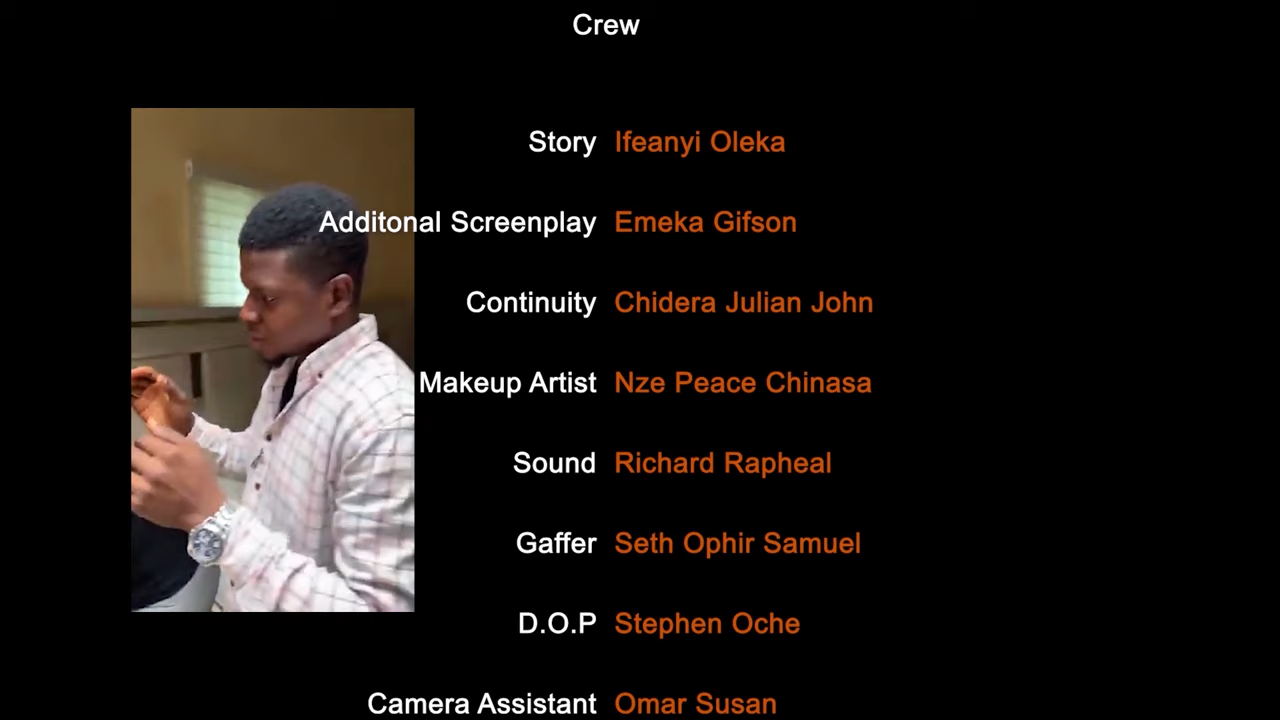 Crew
Story Ifeanyi Oleka
Additonal Screenplay Emeka Gifson
Continuity Chidera Julian John
Makeup Artist Nze Peace Chinasa
Sound Richard Rapheal
Gaffer Seth Ophir Samuel
D.O.P Stephen Oche
Camera Assistant Omar Susan